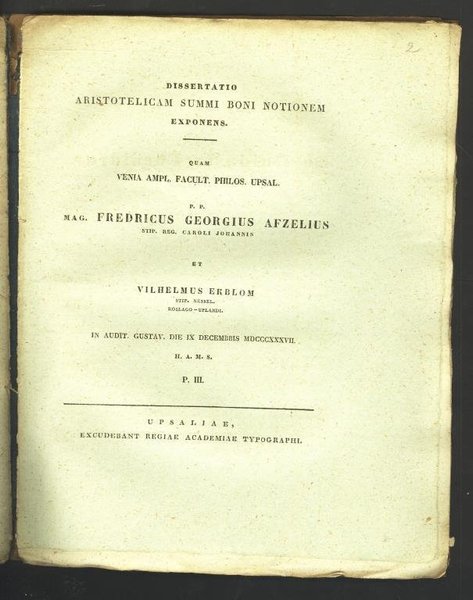 2
DISSERTATIO
ARISTOTELICAM SUMMI BONI NOTIONEM
EXPONENS.
QUAM
VENIA AMPL. FACULT. PHILOS. UPSAL.
P. P.
MAG. FREDRICUS GEORGIUS AFZELIUS
STIP. REG. CAROLI JOHANNIS
ET
VILHELMUS EKBLOM
STIP. NESSEL.
ROSLAGO-UPLANDI.
IN AUDIT. GUSTAV. DIE IX DECEMBRIS MDCCCXXXVII.
H. A. M. S.
P. III.
UPSALIAE,
EXCUDEBANT REGIAE ACADEMIAE TYPOGRAPHI.